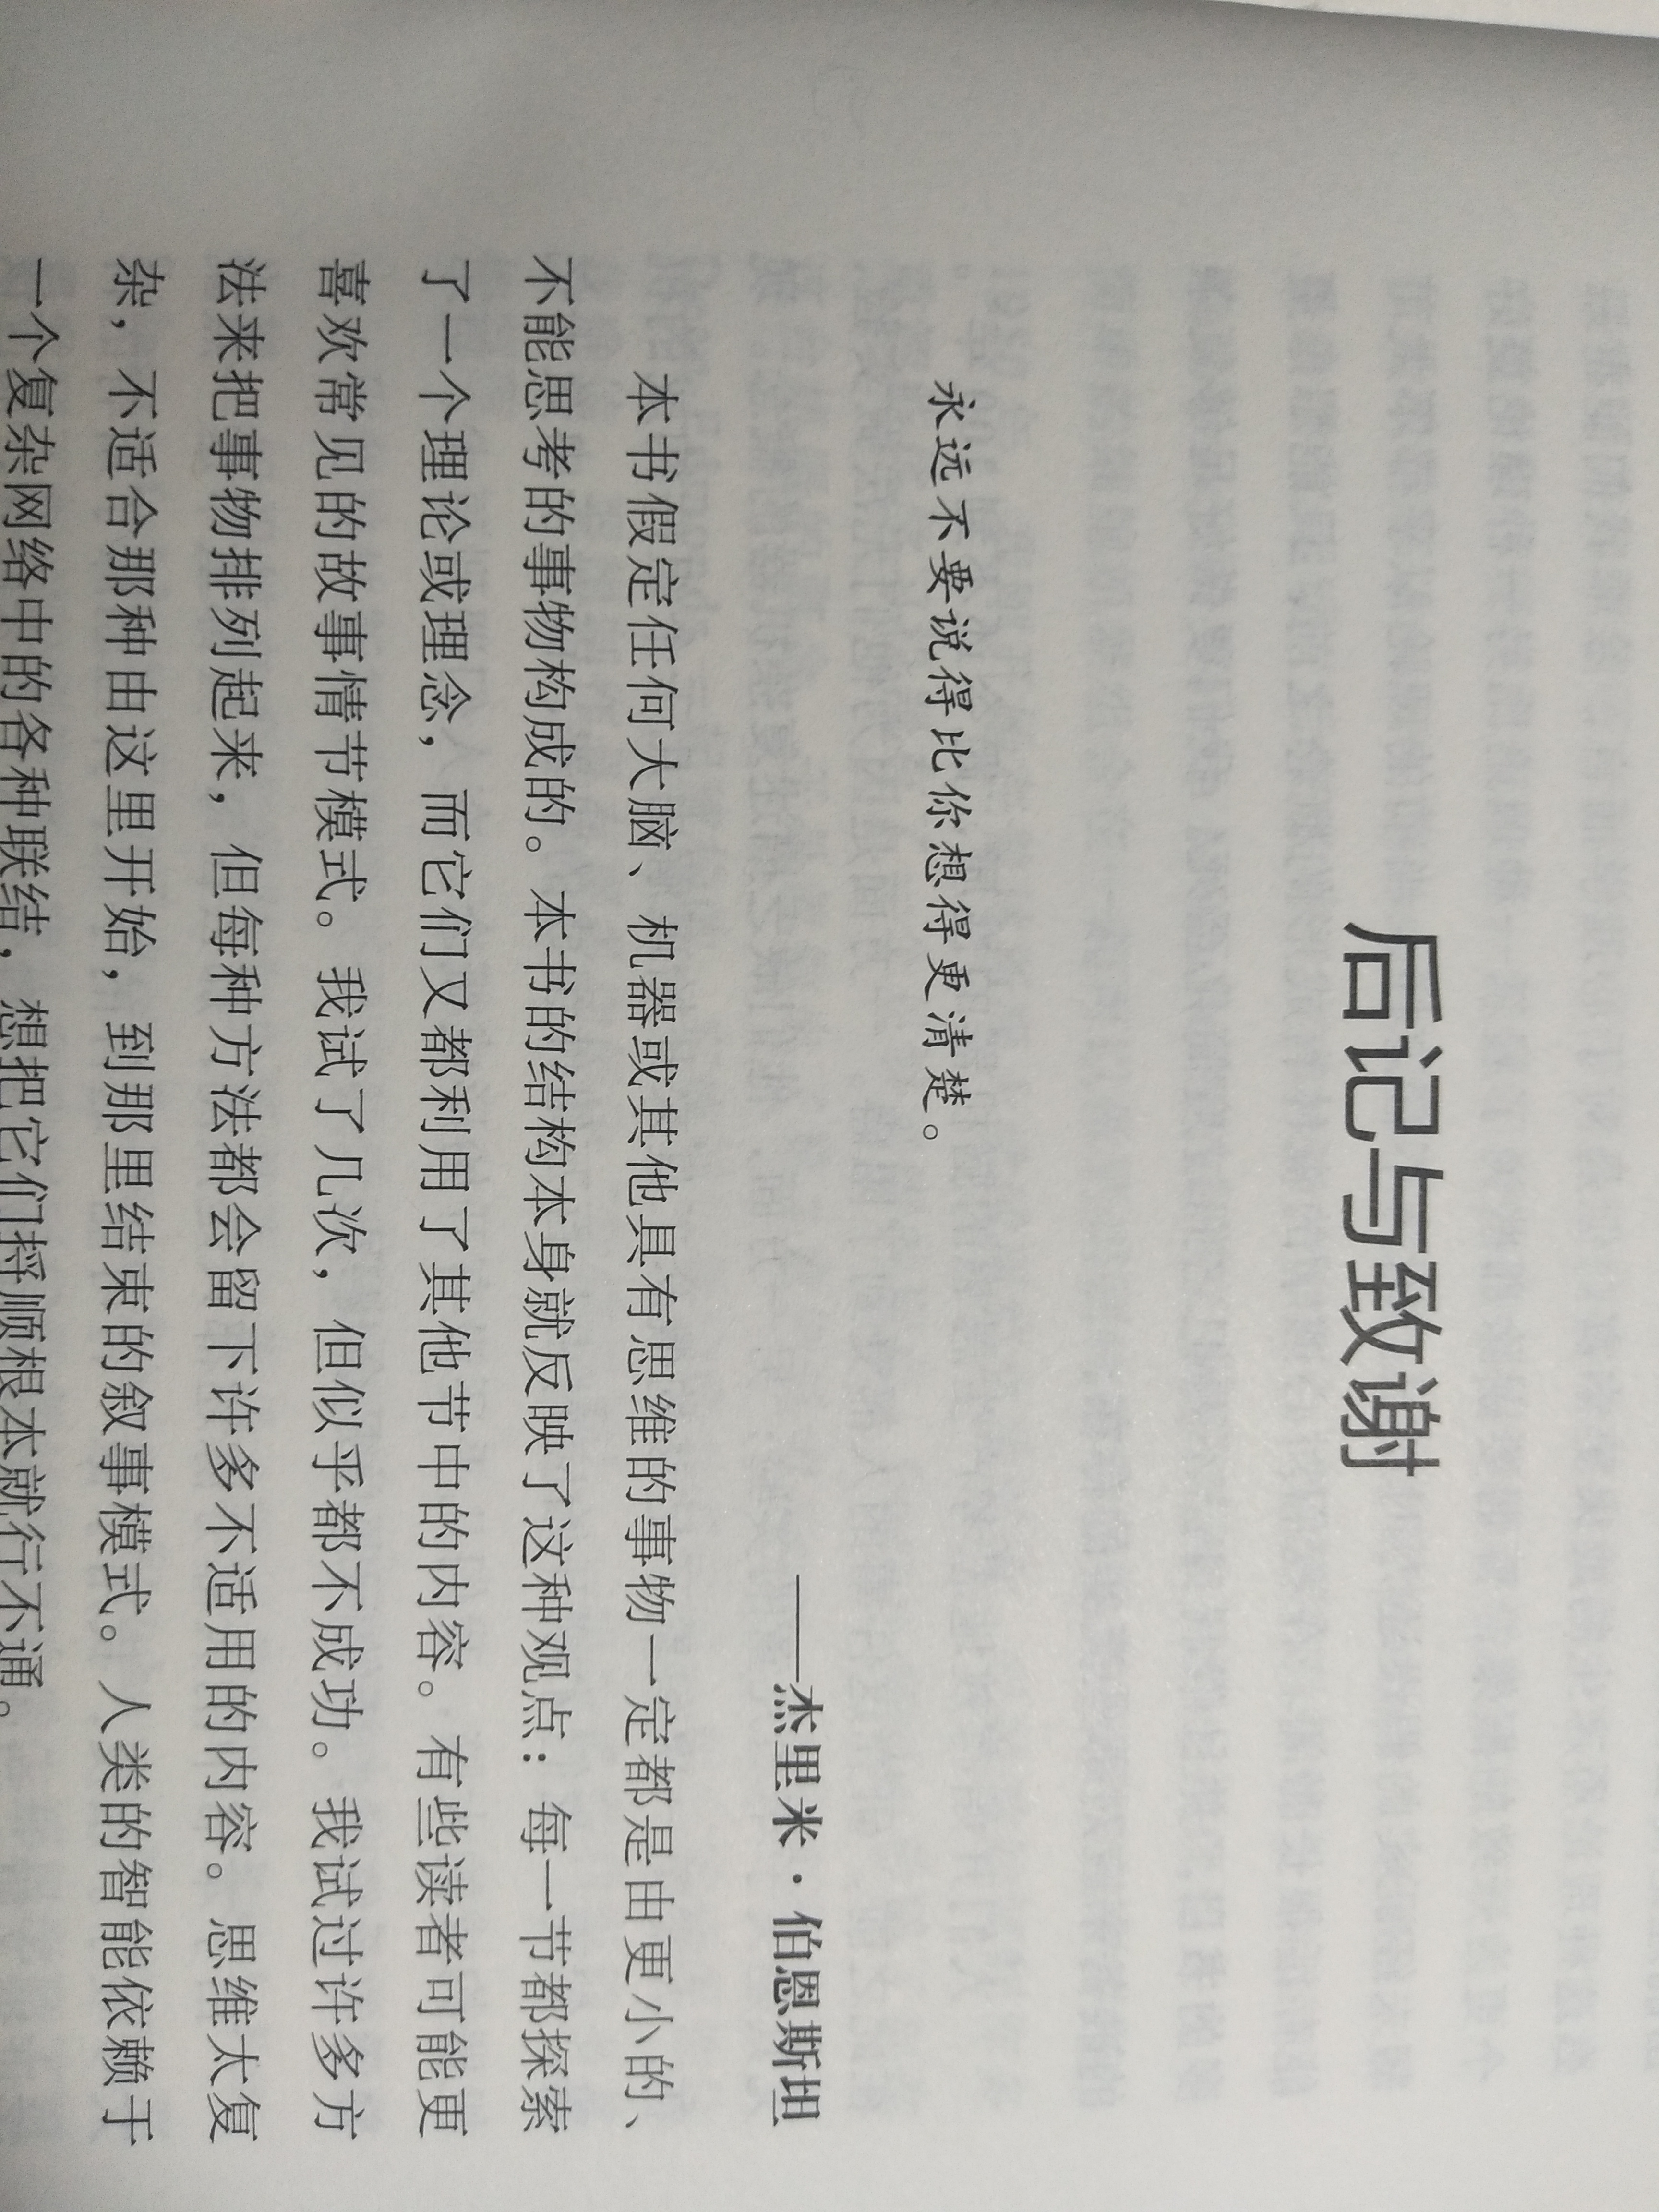 后记与致谢
永远不要说得比你想得更清楚。
——杰里米·伯恩斯坦
本书假定任何大脑、机器或其他具有思维的事物一定都是由更小的、
不能思考的事物构成的。本书的结构本身就反映了这种观点：每一节都探索
了一个理论或理念，而它们又都利用了其他节中的内容。有些读者可能更
喜欢常见的故事情节模式。我试了几次，但似乎都不成功。我试过许多方
法来把事物排列起来，但每种方法都会留下许多不适用的内容。思维太复
杂，不适合那种由这里开始，到那里结束的叙事模式。人类的智能依赖于
一个复杂网络中的各种联结，想把它们捋顺根本就行不通。